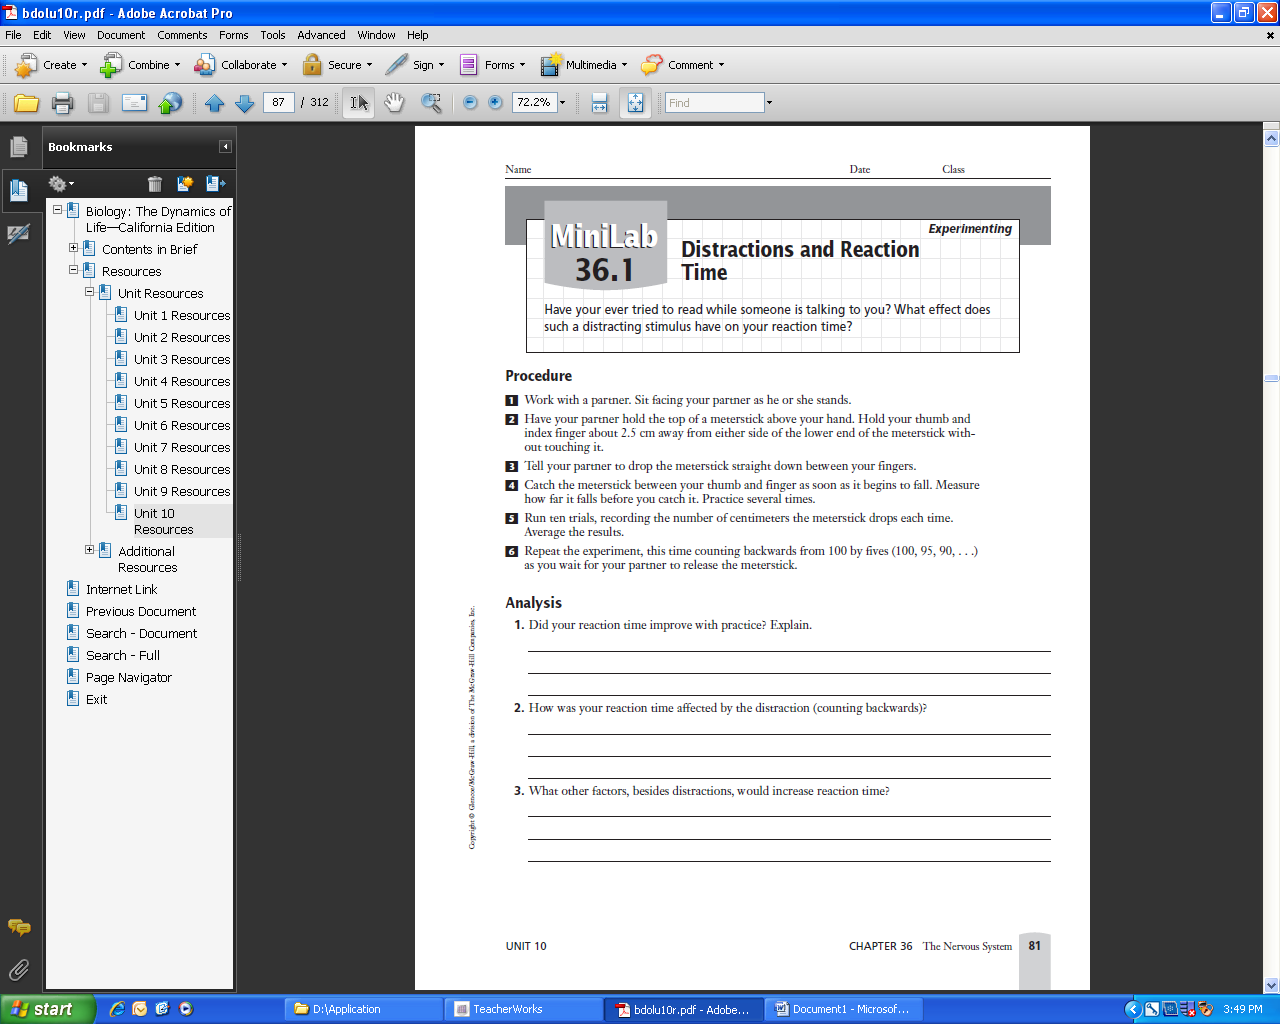 bdolu10r.pdf - Adobe Acrobat Pro
File Edit View Document Comments Forms Tools Advanced Window Help
Create Combine Collaborate Secure Sign Forms Multimedia Comment
87 / 312 72.2% Find
Bookmarks
Biology: The Dynamics of
Life—California Edition
Contents in Brief
Resources
Unit Resources
Unit 1 Resources
Unit 2 Resources
Unit 3 Resources
Unit 4 Resources
Unit 5 Resources
Unit 6 Resources
Unit 7 Resources
Unit 8 Resources
Unit 9 Resources
Unit 10
Resources
Additional
Resources
Internet Link
Previous Document
Search - Document
Search - Full
Page Navigator
Exit
Name Date Class
Experimenting
MiniLab
36.1
Distractions and Reaction
Time
Have your ever tried to read while someone is talking to you? What effect does
such a distracting stimulus have on your reaction time?
Procedure
1 Work with a partner. Sit facing your partner as he or she stands.
2 Have your partner hold the top of a meterstick above your hand. Hold your thumb and
index finger about 2.5 cm away from either side of the lower end of the meterstick with-
out touching it.
3 Tell your partner to drop the meterstick straight down between your fingers.
4 Catch the meterstick between your thumb and finger as soon as it begins to fall. Measure
how far it falls before you catch it. Practice several times.
5 Run ten trials, recording the number of centimeters the meterstick drops each time.
Average the results.
6 Repeat the experiment, this time counting backwards from 100 by fives (100, 95, 90, . . .)
as you wait for your partner to release the meterstick.
Analysis
1. Did your reaction time improve with practice? Explain.
2. How was your reaction time affected by the distraction (counting backwards)?
3. What other factors, besides distractions, would increase reaction time?
Copyright © Glencoe/McGraw-Hill, a division of The McGraw-Hill Companies, Inc.
UNIT 10 CHAPTER 36 The Nervous System 81
start D:\Application TeacherWorks bdolu10r.pdf - Adobe... Document1 - Microsof... 3:49 PM